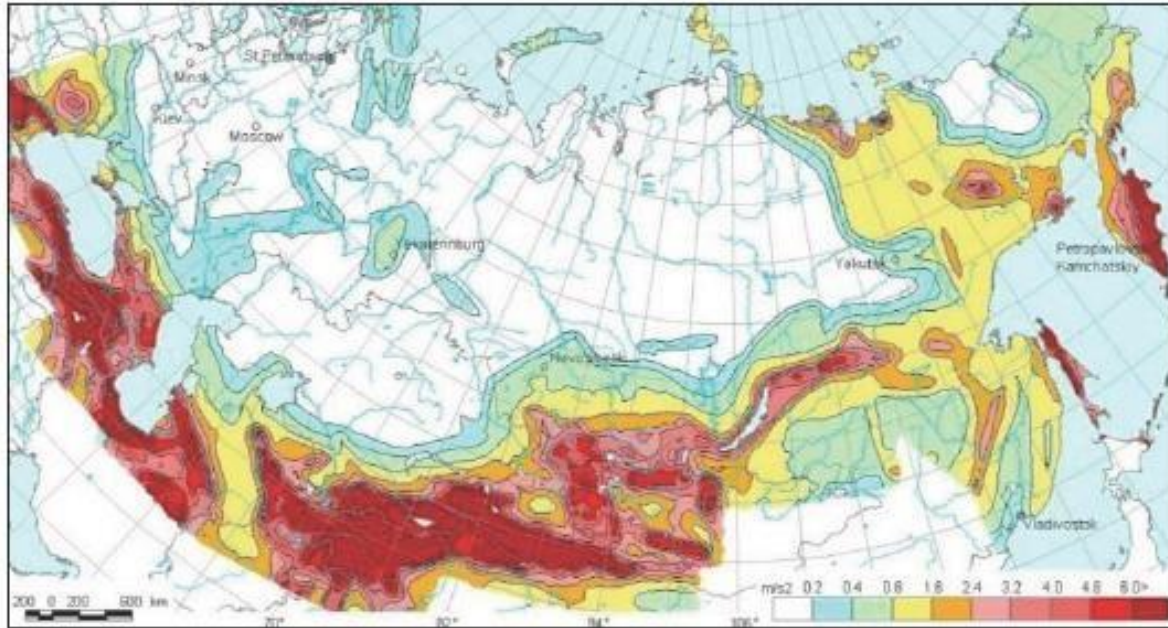 St Petersburg
Minsk
Kiev
Moscow
Yekaterinburg
Yakutsk
Petropavlovsk
Kamchatskiy
Vladivostok
200 0 200 600 km
m/s2 0.2 0.4 0.8 1.6 2.4 3.2 4.0 4.8 6.0>
70° 82° 94° 106°